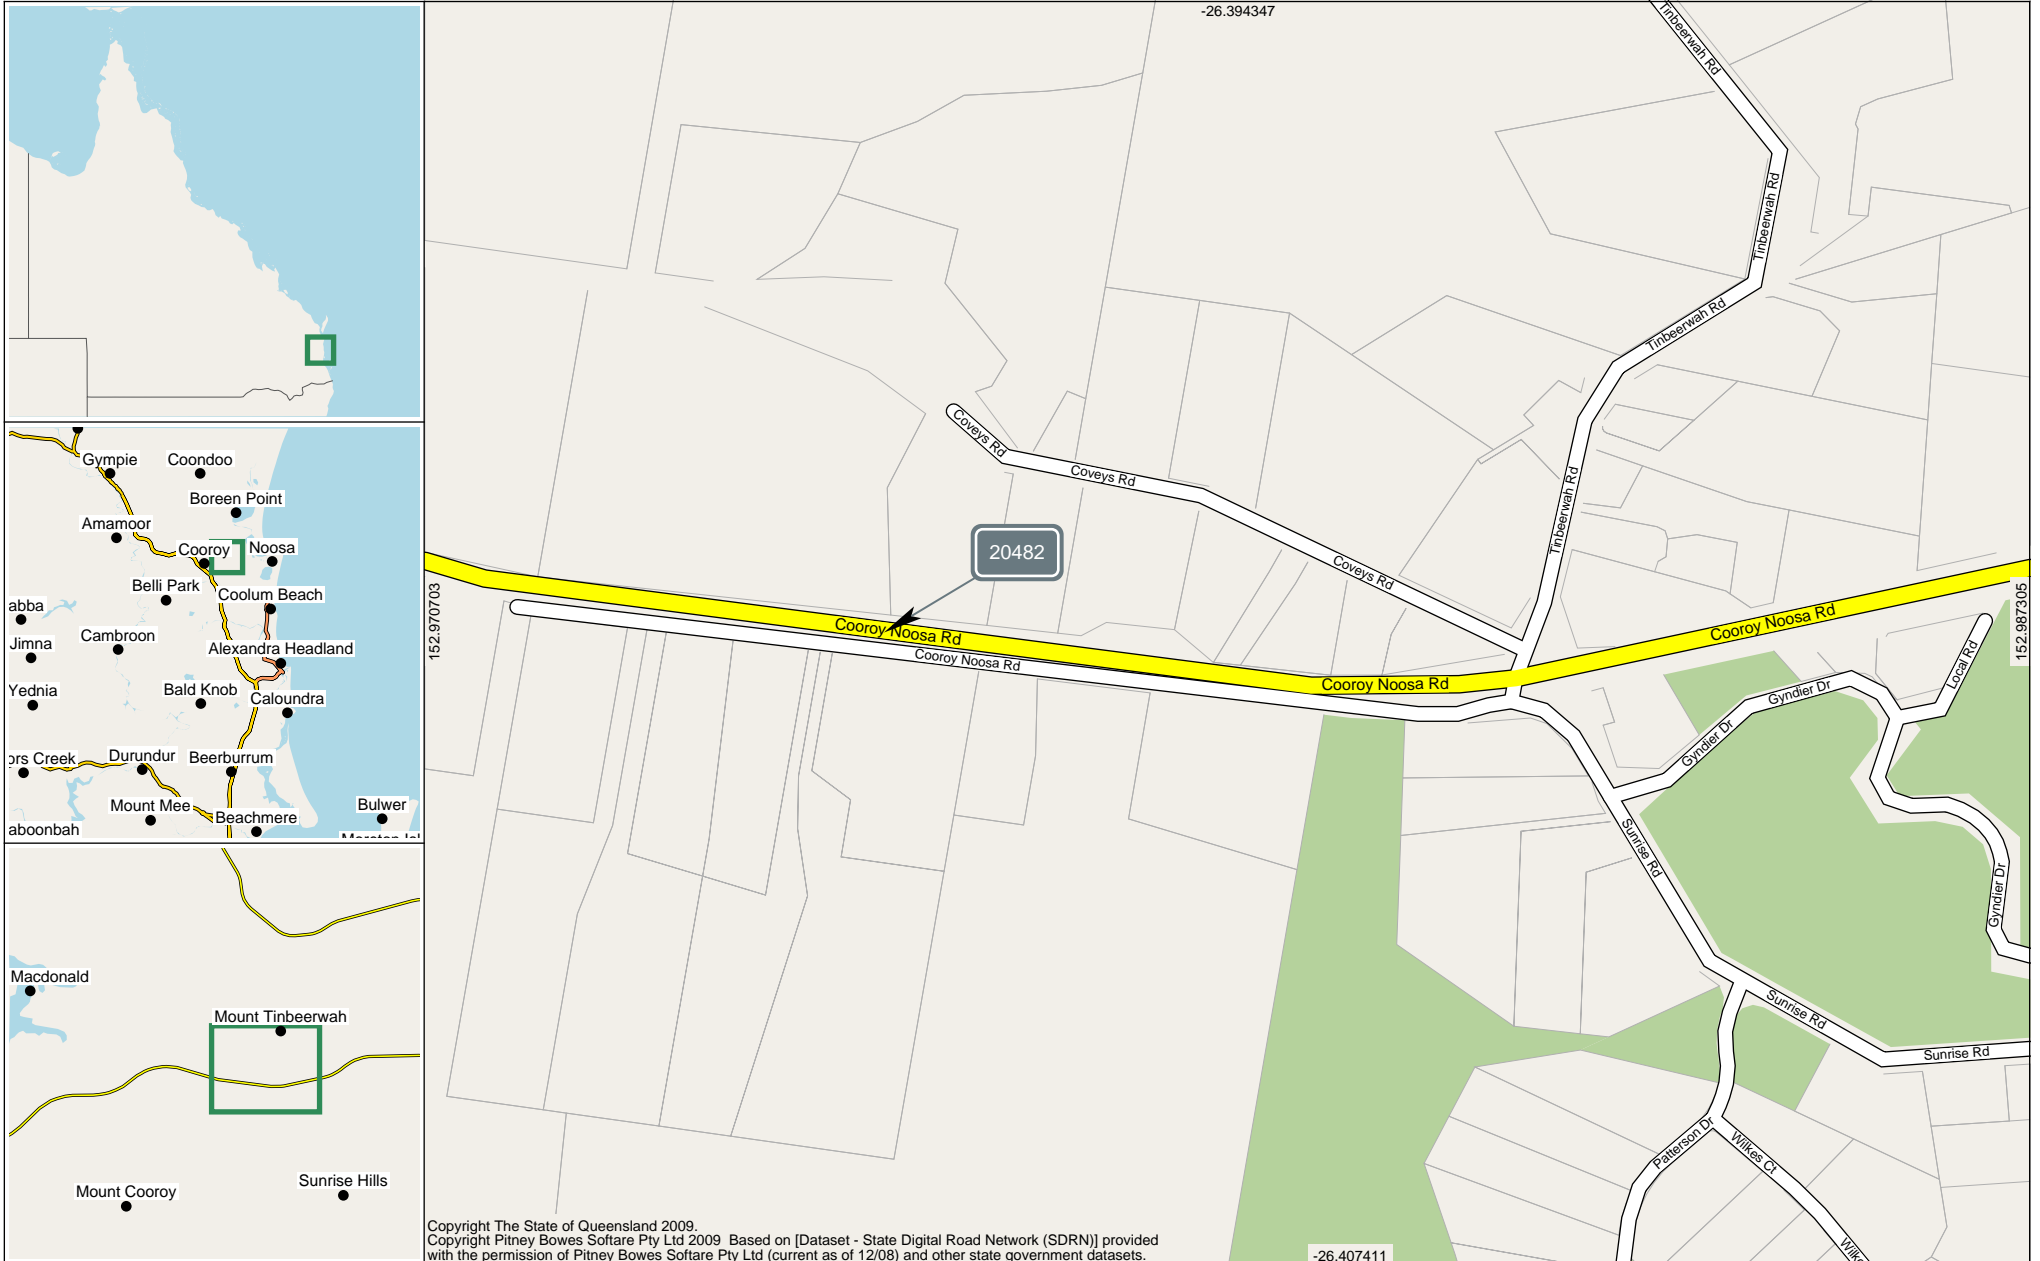 -26.394347
Tinbeerwah Rd
Tinbeerwah Rd
Tinbeerwah Rd
Tinbeerwah Rd
Coveys Rd
Coveys Rd
Coveys Rd
20482
Cooroy Noosa Rd
Cooroy Noosa Rd
Cooroy Noosa Rd
Cooroy Noosa Rd
152.970703
152.987305
Local Rd
Gyndier Dr
Gyndier Dr
Gyndier Dr
Sunrise Rd
Sunrise Rd
Sunrise Rd
Patterson Dr
Wilkes Ct
Wilke
-26.407411
Gympie
Coondoo
Boreen Point
Amamoor
Cooroy
Noosa
Belli Park
Coolum Beach
abba
Cambroon
Jimna
Alexandra Headland
Yednia
Bald Knob
Caloundra
ors Creek
Durundur
Beerburrum
Mount Mee
Bulwer
Beachmere
aboonbah
Macdonald
Mount Tinbeerwah
Mount Cooroy
Sunrise Hills
Copyright The State of Queensland 2009.
Copyright Pitney Bowes Softare Pty Ltd 2009 Based on [Dataset - State Digital Road Network (SDRN)] provided
with the permission of Pitney Bowes Softare Pty Ltd (current as of 12/08) and other state government datasets.